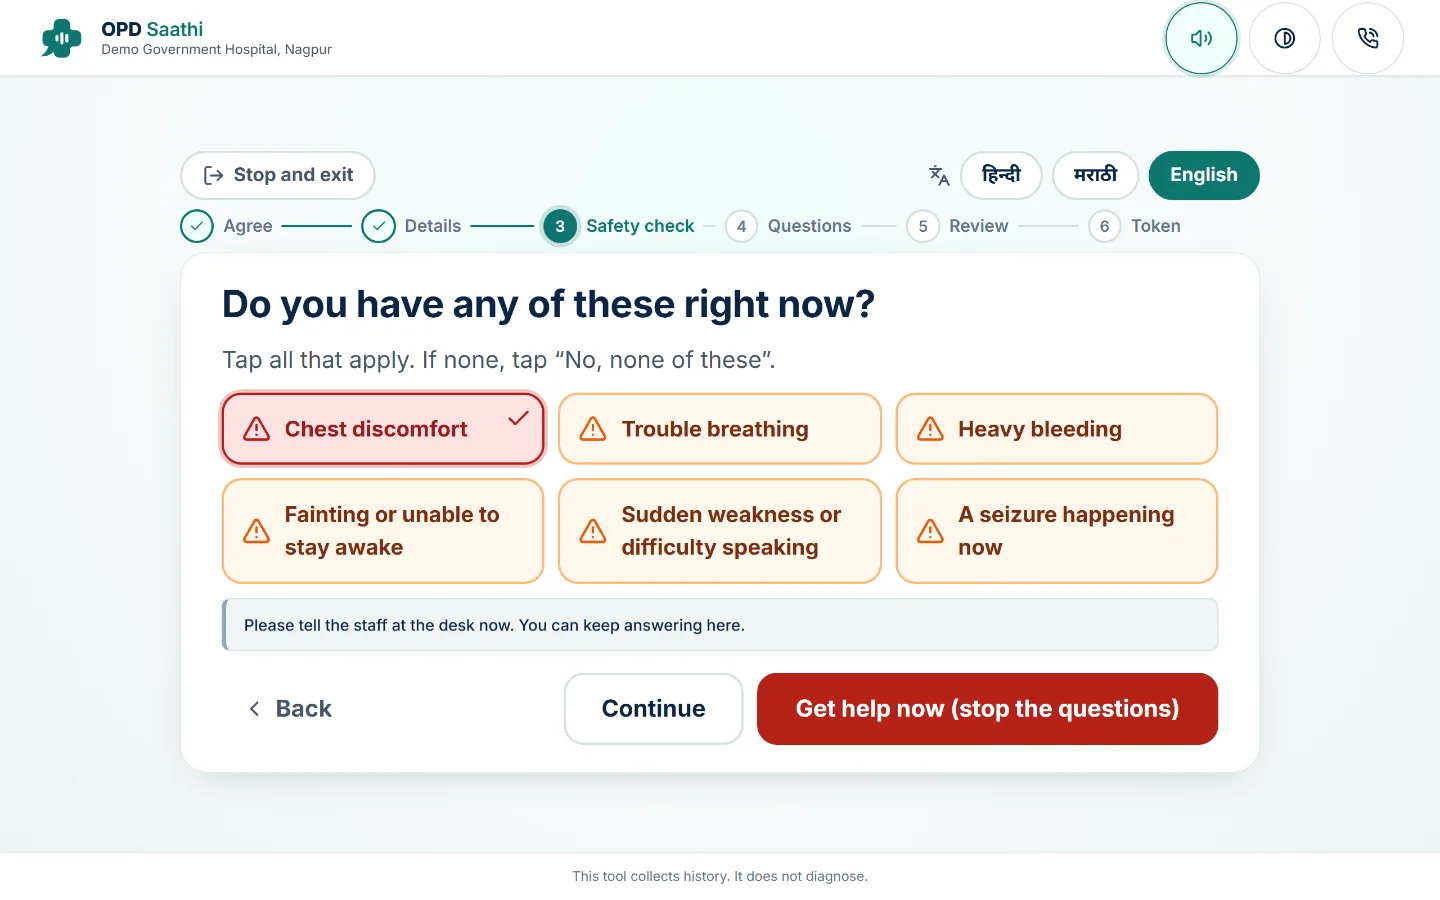 OPD Saathi
Demo Government Hospital, Nagpur
Stop and exit
हिन्दी
मराठी
English
Agree
Details
3 Safety check
4 Questions
5 Review
6 Token
Do you have any of these right now?
Tap all that apply. If none, tap “No, none of these”.
Chest discomfort
Trouble breathing
Heavy bleeding
Fainting or unable to
stay awake
Sudden weakness or
difficulty speaking
A seizure happening
now
Please tell the staff at the desk now. You can keep answering here.
Back
Continue
Get help now (stop the questions)
This tool collects history. It does not diagnose.